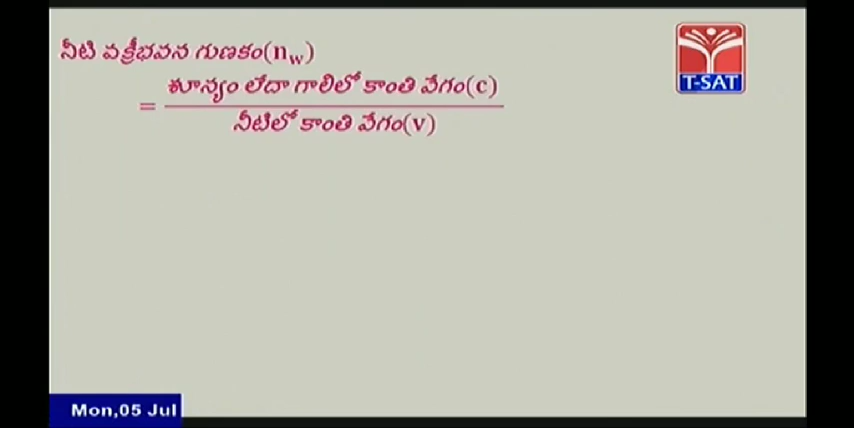 నీటి వక్రీభవన గుణకం(nw)
= శూన్యం లేదా గాలిలో కాంతి వేగం(c)
నీటిలో కాంతి వేగం(v)
T-SAT
Mon,05 Jul